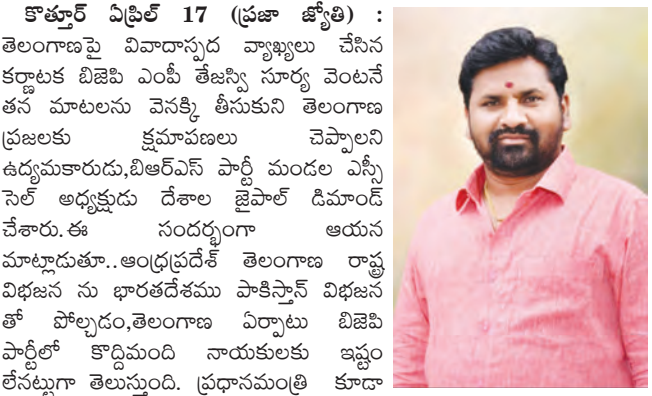 కొత్తూర్ ఏప్రిల్ 17 (ప్రజా జ్యోతి) :
తెలంగాణపై వివాదాస్పద వ్యాఖ్యలు చేసిన
కర్ణాటక బిజెపి ఎంపీ తేజస్వి సూర్య వెంటనే
తన మాటలను వెనక్కి తీసుకుని తెలంగాణ
ప్రజలకు క్షమాపణలు చెప్పాలని
ఉద్యమకారుడు,బిఆర్ఎస్ పార్టీ మండల ఎస్సీ
సెల్ అధ్యక్షుడు దేశాల జైపాల్ డిమాండ్
చేశారు.ఈ సందర్భంగా ఆయన
మాట్లాడుతూ..ఆంధ్రప్రదేశ్ తెలంగాణ రాష్ట్ర
విభజన ను భారతదేశము పాకిస్తాన్ విభజన
తో పోల్చడం,తెలంగాణ ఏర్పాటు బిజెపి
పార్టీలో కొద్దిమంది నాయకులకు ఇష్టం
లేనట్టుగా తెలుస్తుంది. ప్రధానమంత్రి కూడా